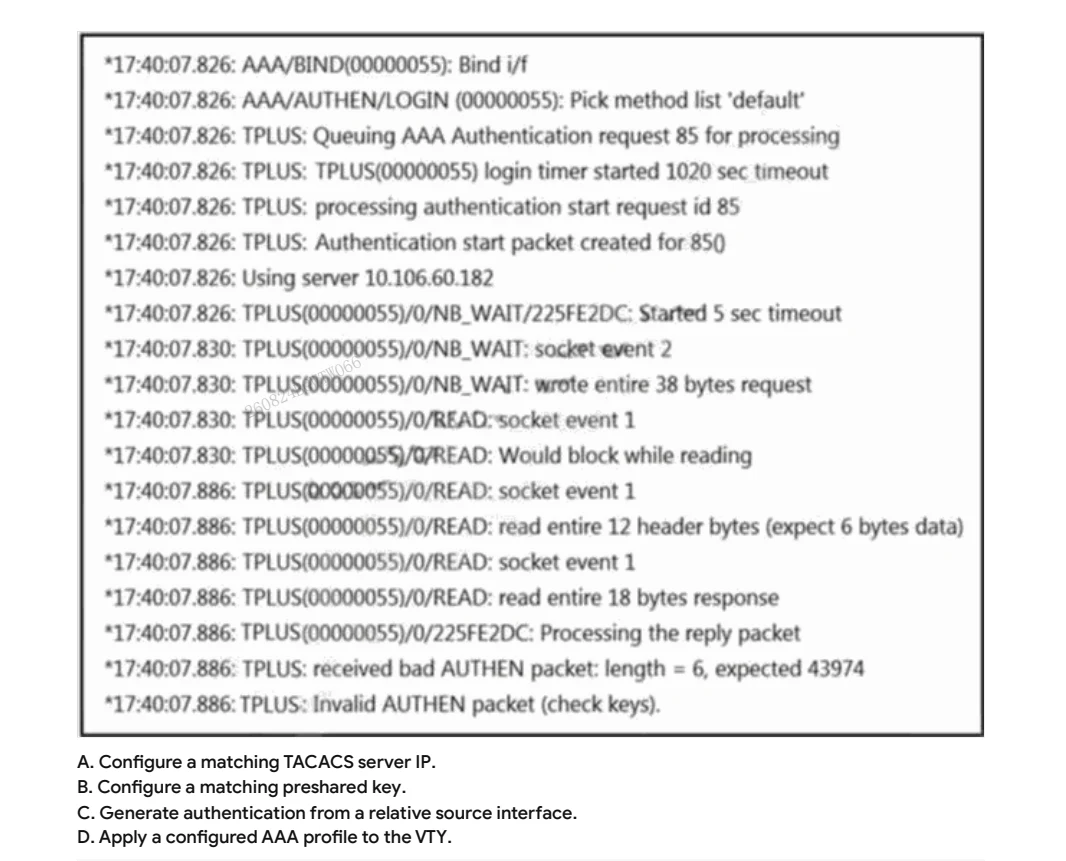 *17:40:07.826: AAA/BIND(00000055): Bind i/f
*17:40:07.826: AAA/AUTHEN/LOGIN (00000055): Pick method list 'default'
*17:40:07.826: TPLUS: Queuing AAA Authentication request 85 for processing
*17:40:07.826: TPLUS: TPLUS(00000055) login timer started 1020 sec timeout
*17:40:07.826: TPLUS: processing authentication start request id 85
*17:40:07.826: TPLUS: Authentication start packet created for 85()
*17:40:07.826: Using server 10.106.60.182
*17:40:07.826: TPLUS(00000055)/0/NB_WAIT/225FE2DC: Started 5 sec timeout
*17:40:07.830: TPLUS(00000055)/0/NB_WAIT: socket event 2
*17:40:07.830: TPLUS(00000055)/0/NB_WAIT: wrote entire 38 bytes request
*17:40:07.830: TPLUS(00000055)/0/READ: socket event 1
*17:40:07.830: TPLUS(00000055)/0/READ: Would block while reading
*17:40:07.886: TPLUS(00000055)/0/READ: socket event 1
*17:40:07.886: TPLUS(00000055)/0/READ: read entire 12 header bytes (expect 6 bytes data)
*17:40:07.886: TPLUS(00000055)/0/READ: socket event 1
*17:40:07.886: TPLUS(00000055)/0/READ: read entire 18 bytes response
*17:40:07.886: TPLUS(00000055)/0/225FE2DC: Processing the reply packet
*17:40:07.886: TPLUS: received bad AUTHEN packet: length = 6, expected 43974
*17:40:07.886: TPLUS: Invalid AUTHEN packet (check keys).
A. Configure a matching TACACS server IP.
B. Configure a matching preshared key.
C. Generate authentication from a relative source interface.
D. Apply a configured AAA profile to the VTY.